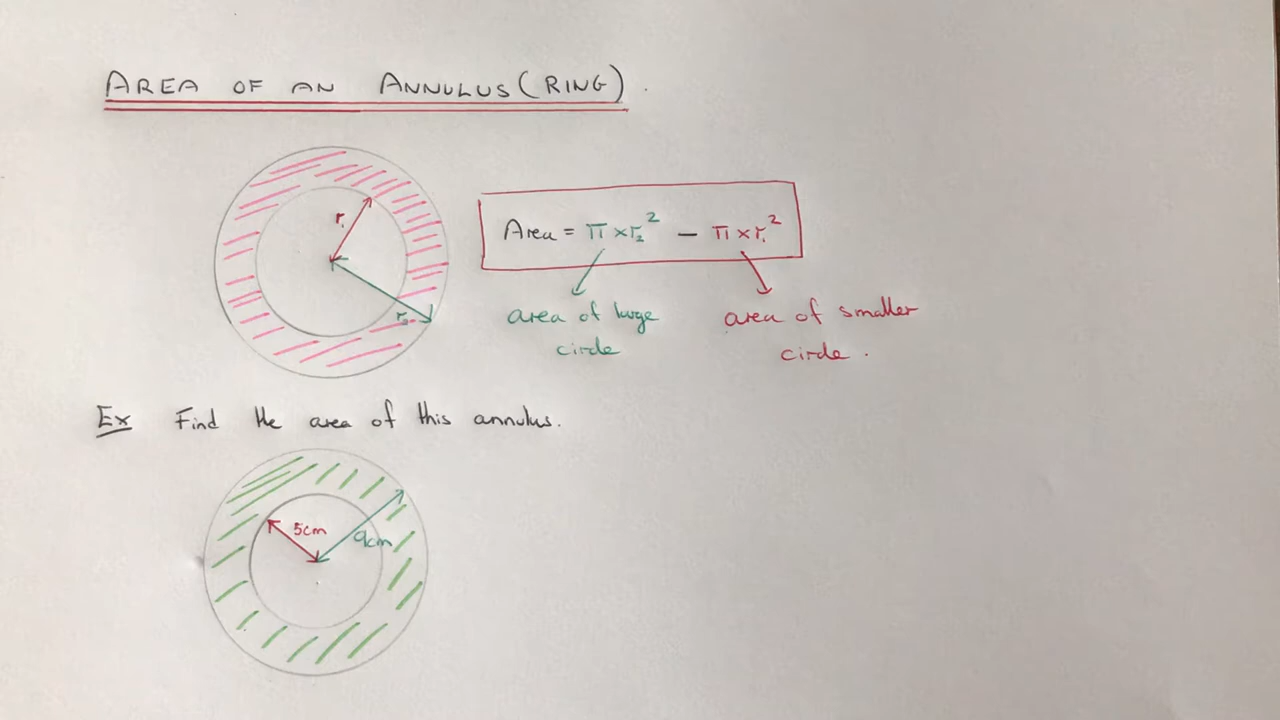 AREA OF AN ANNULUS (RING).
r₁
r₂
Area = π × r₂² − π × r₁²
area of large circle
area of smaller circle.
Ex Find the area of this annulus.
5cm
9cm